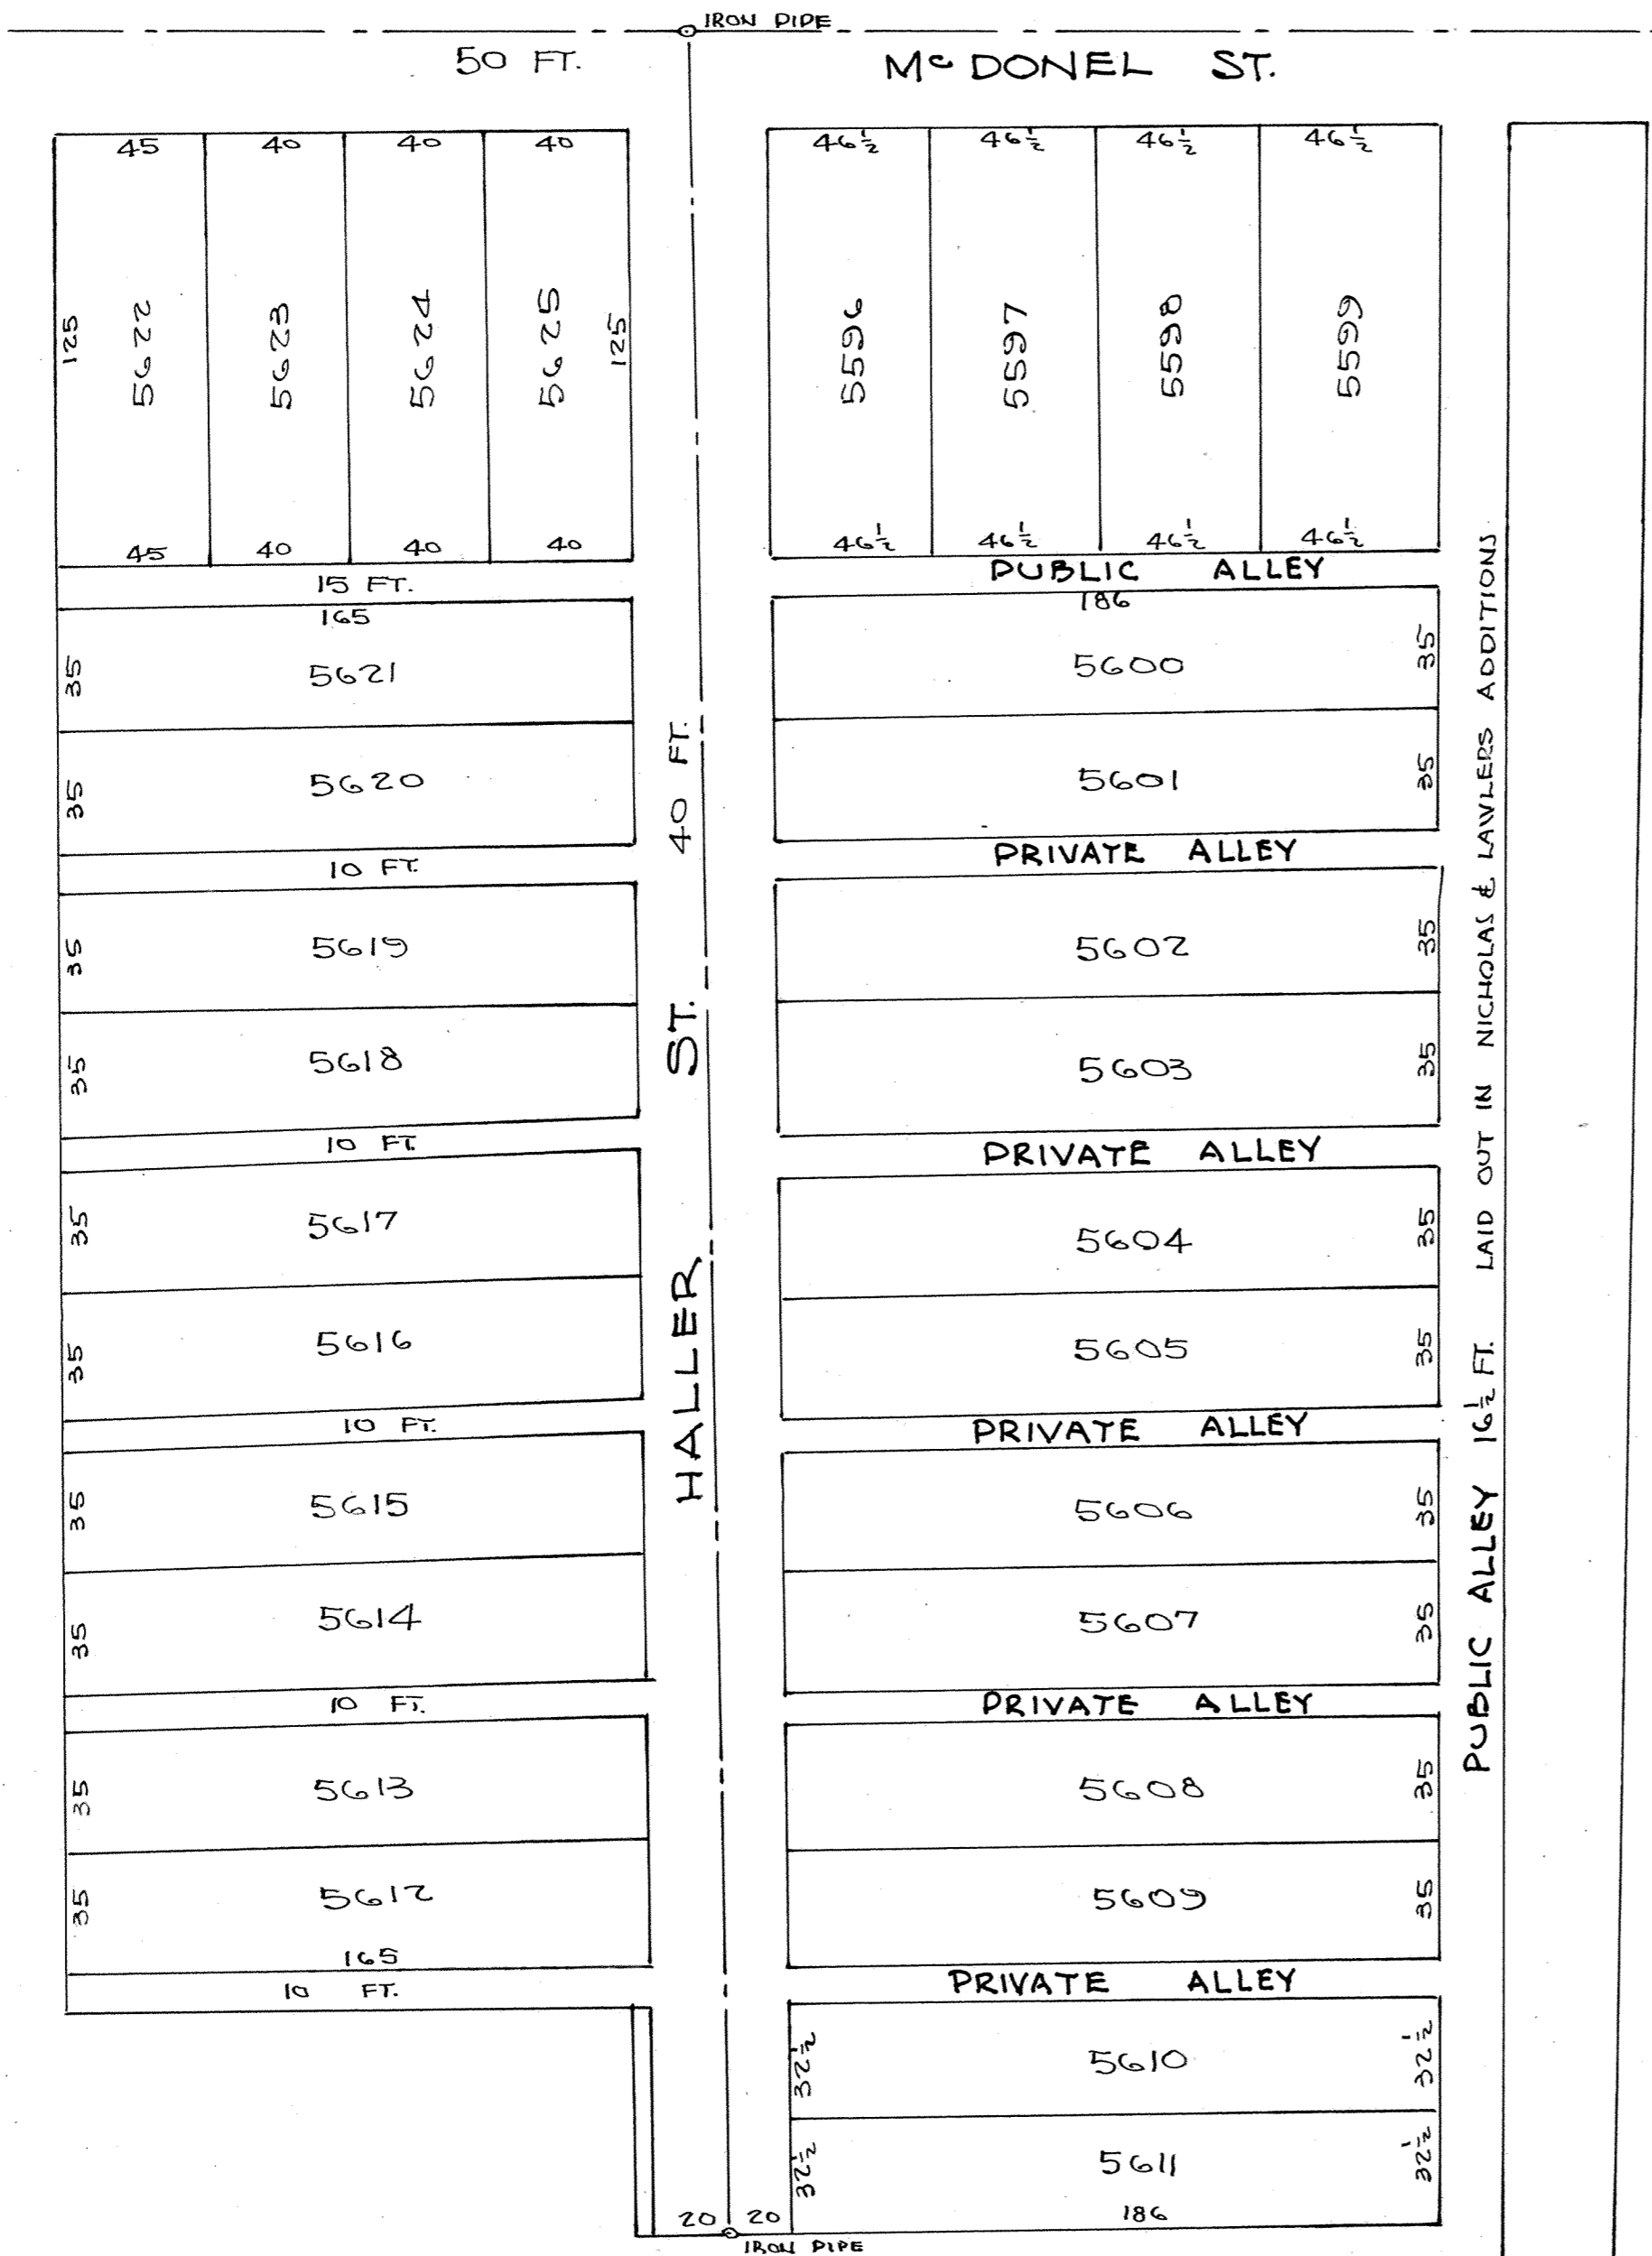 IRON PIPE
50 FT.
Mc DONEL ST.
45 40 40 40
46½ 46½ 46½ 46½
125
5622
5623
5624
5625
125
5596
5597
5598
5599
45 40 40 40
46½ 46½ 46½ 46½
15 FT.
PUBLIC ALLEY
165
186
35
5621
5600
35
35
5620
5601
35
10 FT.
PRIVATE ALLEY
35
5619
5602
35
35
5618
5603
35
10 FT.
PRIVATE ALLEY
35
5617
5604
35
35
5616
5605
35
10 FT.
PRIVATE ALLEY
35
5615
5606
35
35
5614
5607
35
10 FT.
PRIVATE ALLEY
35
5613
5608
35
35
5612
5609
35
165
10 FT.
PRIVATE ALLEY
32½
5610
32½
32½
5611
32½
186
20 20
IRON PIPE
HALLER ST. 40 FT.
PUBLIC ALLEY 16½ FT. LAID OUT IN NICHOLAS & LAWLERS ADDITIONS